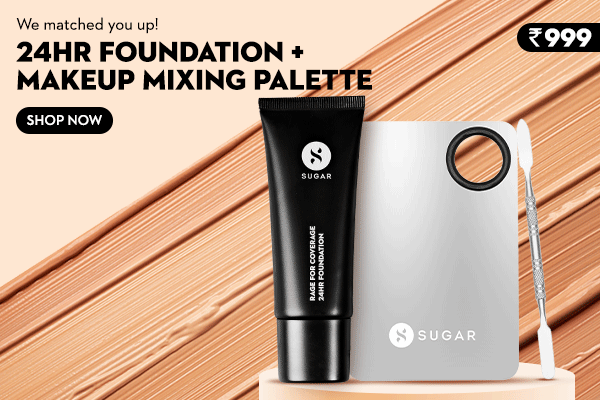 We matched you up!
24HR FOUNDATION +
MAKEUP MIXING PALETTE
SHOP NOW
₹999
SUGAR
RAGE FOR COVERAGE
24HR FOUNDATION
SUGAR